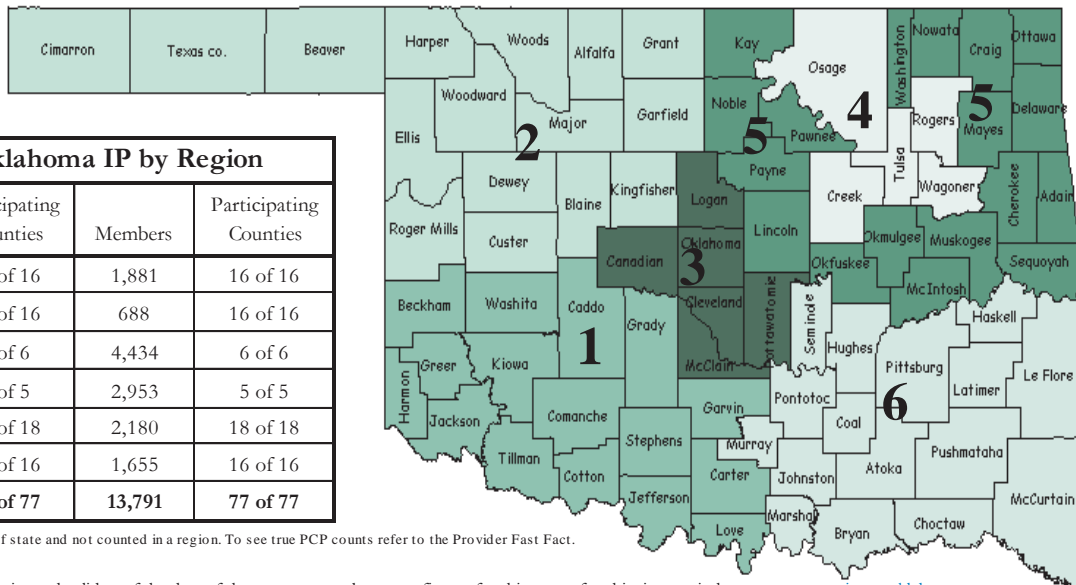 klahoma IP by Region
cipating Members Participating
unties Counties
of 16 1,881 16 of 16
of 16 688 16 of 16
of 6 4,434 6 of 6
of 5 2,953 5 of 5
of 18 2,180 18 of 18
of 16 1,655 16 of 16
of 77 13,791 77 of 77
f state and not counted in a region. To see true PCP counts refer to the Provider Fast Fact.
Cimarron Texas co. Beaver Harper Woods Alfalfa Grant Kay Osage Washington Nowata Craig Ottawa
Woodward Major Garfield Noble Pawnee Rogers Mayes Delaware
2 5 4 5
Ellis Dewey Blaine Kingfisher Logan Payne Creek Tulsa Wagoner Cherokee Adair
Roger Mills Custer Canadian Oklahoma Lincoln Okfuskee Okmulgee Muskogee Sequoyah
3
Beckham Washita Caddo Grady Cleveland Pottawatomie Seminole McIntosh Haskell
1
Greer Kiowa McClain Hughes Pittsburg Latimer Le Flore
6
Harmon Jackson Comanche Garvin Pontotoc Coal
Tillman Stephens Murray Atoka Pushmataha
Cotton Carter Johnston McCurtain
Jefferson Love Marshal Bryan Choctaw